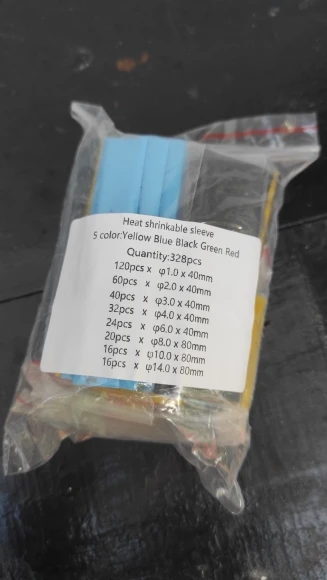 Heat shrinkable sleeve
5 color:Yellow Blue Black Green Red
Quantity:328pcs
120pcs x φ1.0 x 40mm
60pcs x φ2.0 x 40mm
40pcs x φ3.0 x 40mm
32pcs x φ4.0 x 40mm
24pcs x φ6.0 x 40mm
20pcs x φ8.0 x 80mm
16pcs x φ10.0 x 80mm
16pcs x φ14.0 x 80mm